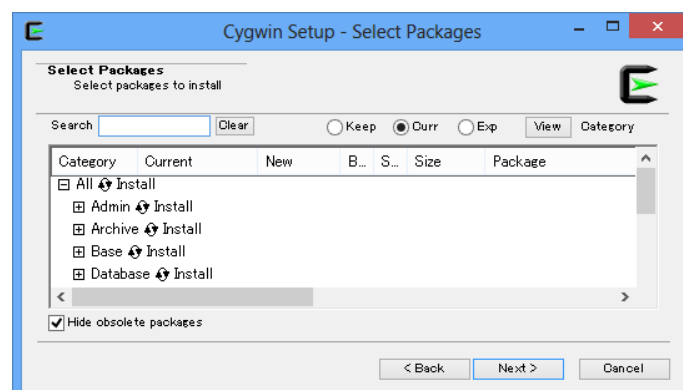 Cygwin Setup - Select Packages
Select Packages
Select packages to install
Search Clear Keep Curr Exp View Category
Category Current New B... S... Size Package
All Install
Admin Install
Archive Install
Base Install
Database Install
Hide obsolete packages
< Back Next > Cancel